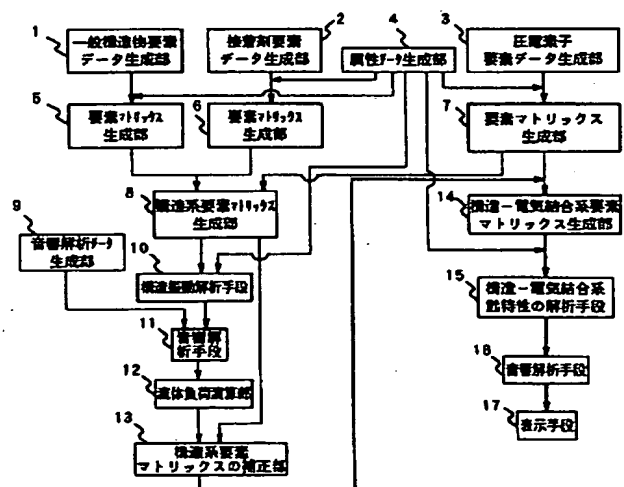 1
一般構造物要素
データ生成部
2
接着剤要素
データ生成部
4
属性データ生成部
3
圧電素子
要素データ生成部
5
要素マトリックス
生成部
6
要素マトリックス
生成部
7
要素マトリックス
生成部
8
構造系要素マトリックス
生成部
14
構造−電気結合系要素
マトリックス生成部
9
音響解析データ
生成部
10
構造振動解析手段
15
構造−電気結合系
動特性の解析手段
11
音響解
析手段
16
音響解析手段
12
流体負荷演算部
17
表示手段
13
構造系要素
マトリックスの補正部